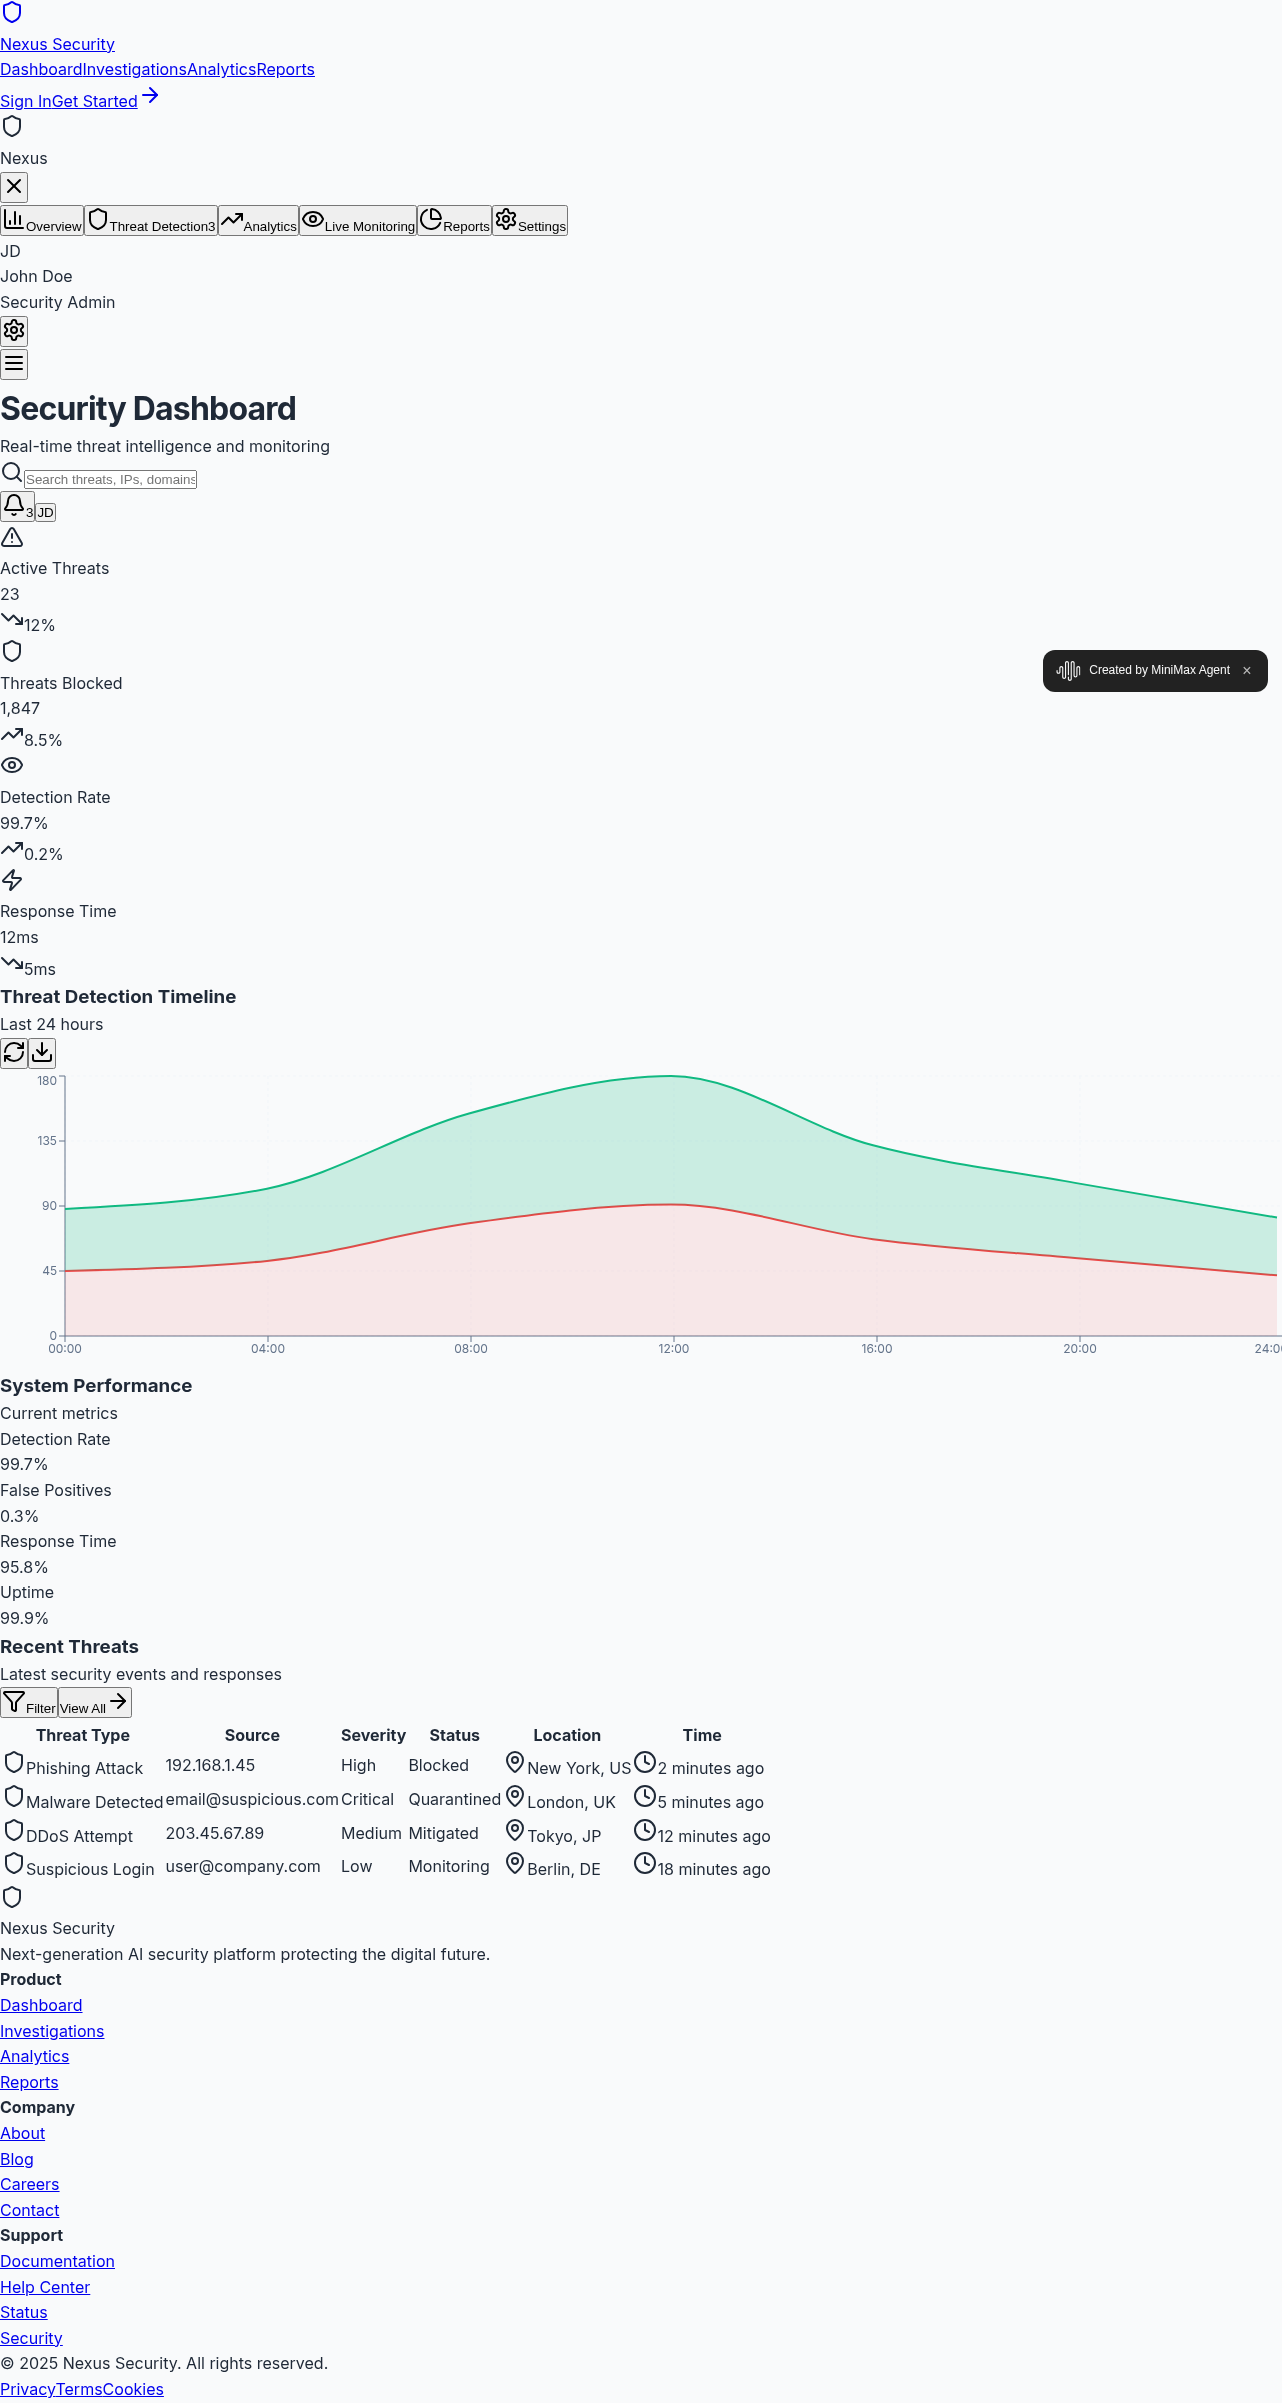 Nexus Security
DashboardInvestigationsAnalyticsReports
Sign InGet Started
Nexus
Overview Threat Detection3 Analytics Live Monitoring Reports Settings
JD
John Doe
Security Admin
Security Dashboard
Real-time threat intelligence and monitoring
Search threats, IPs, domains
3 JD
Active Threats
23
12%
Created by MiniMax Agent ×
Threats Blocked
1,847
8.5%
Detection Rate
99.7%
0.2%
Response Time
12ms
5ms
Threat Detection Timeline
Last 24 hours
180
135
90
45
0
00:00 04:00 08:00 12:00 16:00 20:00 24:0
System Performance
Current metrics
Detection Rate
99.7%
False Positives
0.3%
Response Time
95.8%
Uptime
99.9%
Recent Threats
Latest security events and responses
Filter View All
Threat Type Source Severity Status Location Time
Phishing Attack 192.168.1.45 High Blocked New York, US 2 minutes ago
Malware Detected email@suspicious.com Critical Quarantined London, UK 5 minutes ago
DDoS Attempt 203.45.67.89 Medium Mitigated Tokyo, JP 12 minutes ago
Suspicious Login user@company.com Low Monitoring Berlin, DE 18 minutes ago
Nexus Security
Next-generation AI security platform protecting the digital future.
Product
Dashboard
Investigations
Analytics
Reports
Company
About
Blog
Careers
Contact
Support
Documentation
Help Center
Status
Security
© 2025 Nexus Security. All rights reserved.
PrivacyTermsCookies